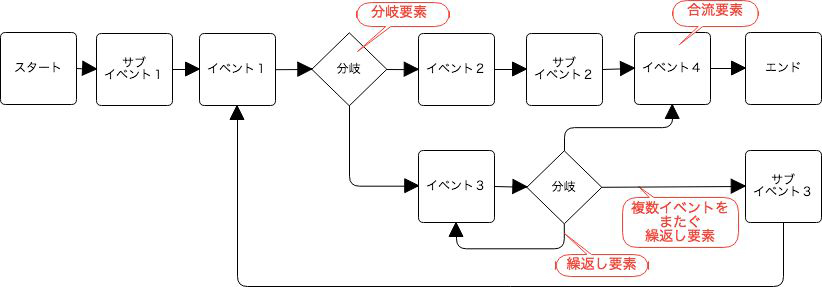 分岐要素
合流要素
スタート
サブ
イベント１
イベント１
分岐
イベント２
サブ
イベント２
イベント４
エンド
イベント３
分岐
サブ
イベント３
複数イベントを
またぐ
繰返し要素
繰返し要素